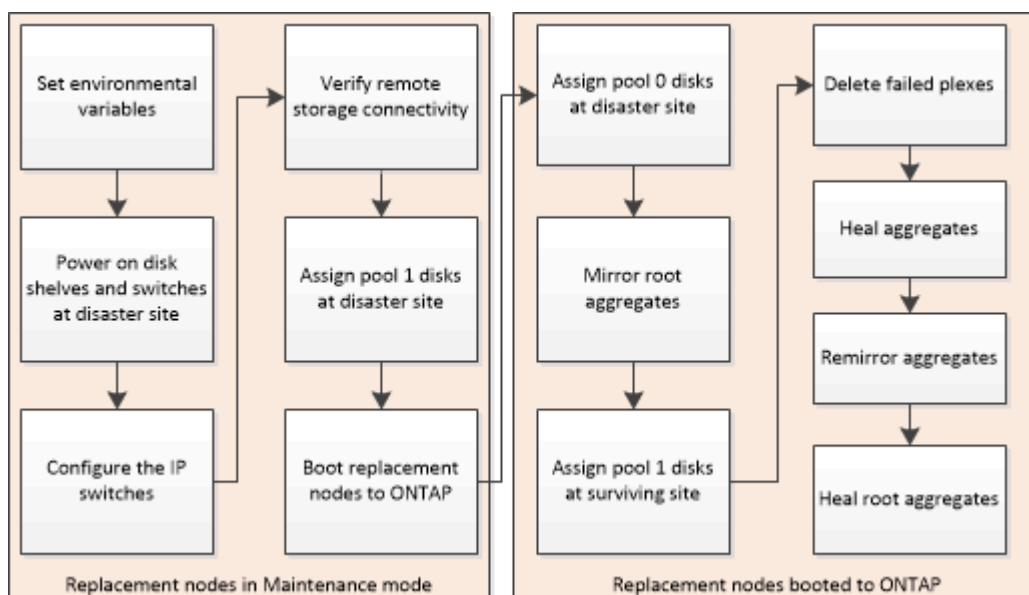 Set environmental
variables
Power on disk
shelves and switches
at disaster site
Configure the IP
switches
Verify remote
storage connectivity
Assign pool 1 disks
at disaster site
Boot replacement
nodes to ONTAP
Replacement nodes in Maintenance mode
Assign pool 0 disks
at disaster site
Mirror root
aggregates
Assign pool 1 disks
at surviving site
Delete failed plexes
Heal aggregates
Remirror aggregates
Heal root aggregates
Replacement nodes booted to ONTAP